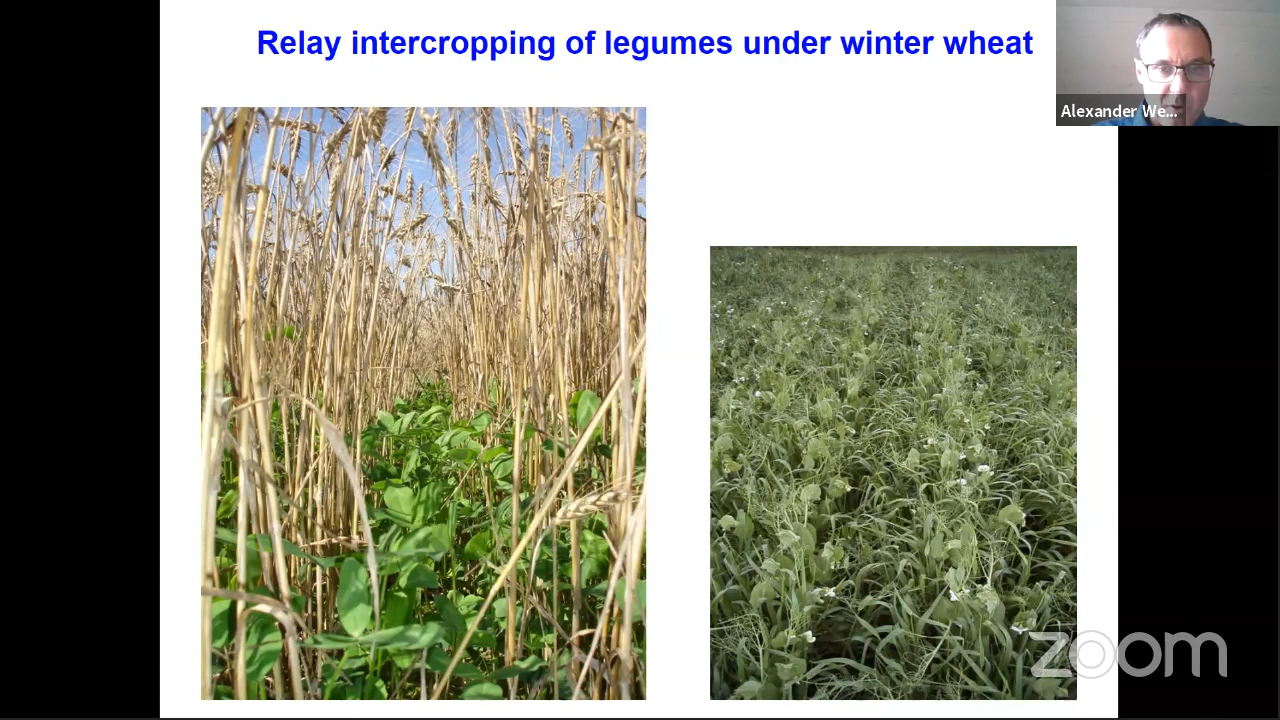 Relay intercropping of legumes under winter wheat
Alexander We...
zoom